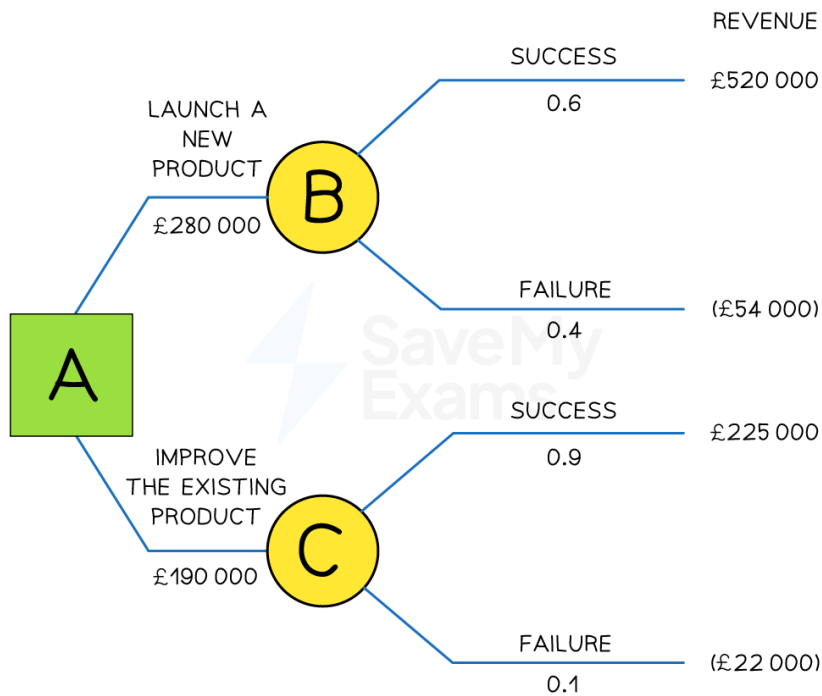 REVENUE
SUCCESS
£520 000
0.6
LAUNCH A
NEW
PRODUCT
B
£280 000
FAILURE
(£54 000)
0.4
SaveMy
Exams
A
SUCCESS
£225 000
0.9
IMPROVE
THE EXISTING
PRODUCT
C
£190 000
FAILURE
(£22 000)
0.1